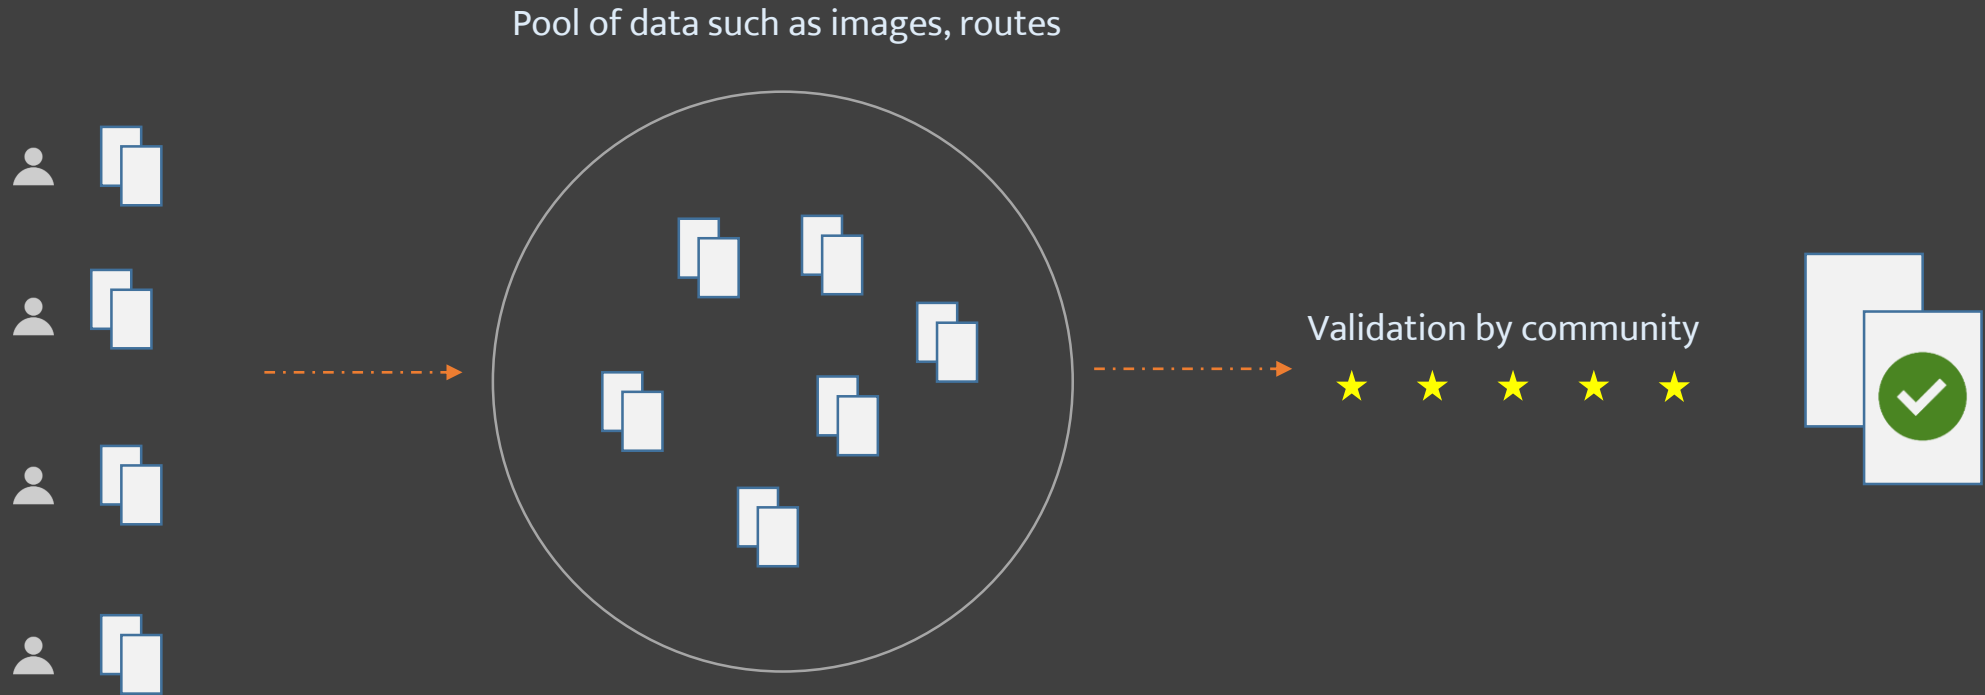 Pool of data such as images, routes
Validation by community